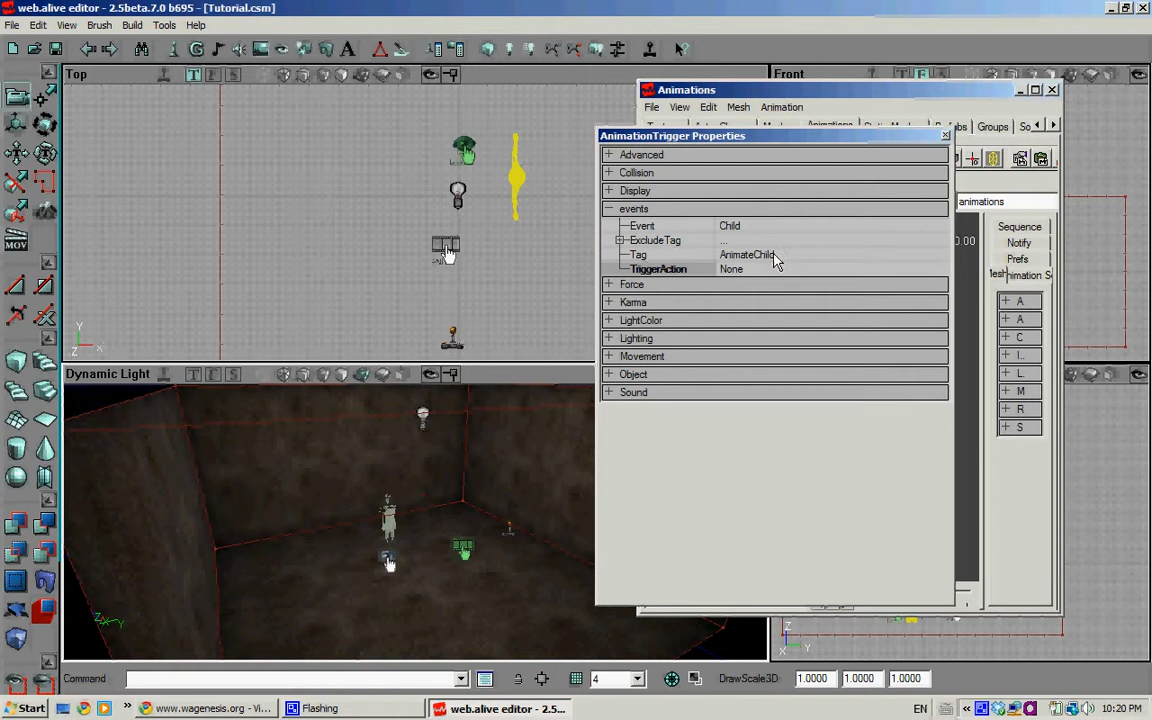 web.alive editor - 2.5beta.7.0 b695 - [Tutorial.csm]
File Edit View Brush Build Tools Help
Top
Front
Animations
File View Edit Mesh Animation
Groups
AnimationTrigger Properties
Advanced
Collision
Display
events
Event Child
ExcludeTag ...
Tag AnimateChild
TriggerAction None
Force
Karma
LightColor
Lighting
Movement
Object
Sound
animations
Sequence
Notify
Prefs
0.00
A
A
C
I..
L.
M
R
S
Dynamic Light
MOV
Command
4
DrawScale3D: 1.0000 1.0000 1.0000
Start
www.wagenesis.org - Vi...
Flashing
web.alive editor - 2.5...
EN
10:20 PM